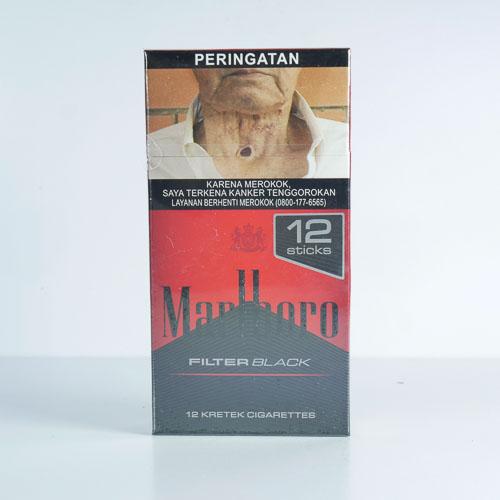 PERINGATAN
KARENA MEROKOK,
SAYA TERKENA KANKER TENGGOROKAN
LAYANAN BERHENTI MEROKOK (0800-177-6565)
12
sticks
Marlboro
FILTER BLACK
12 KRETEK CIGARETTES